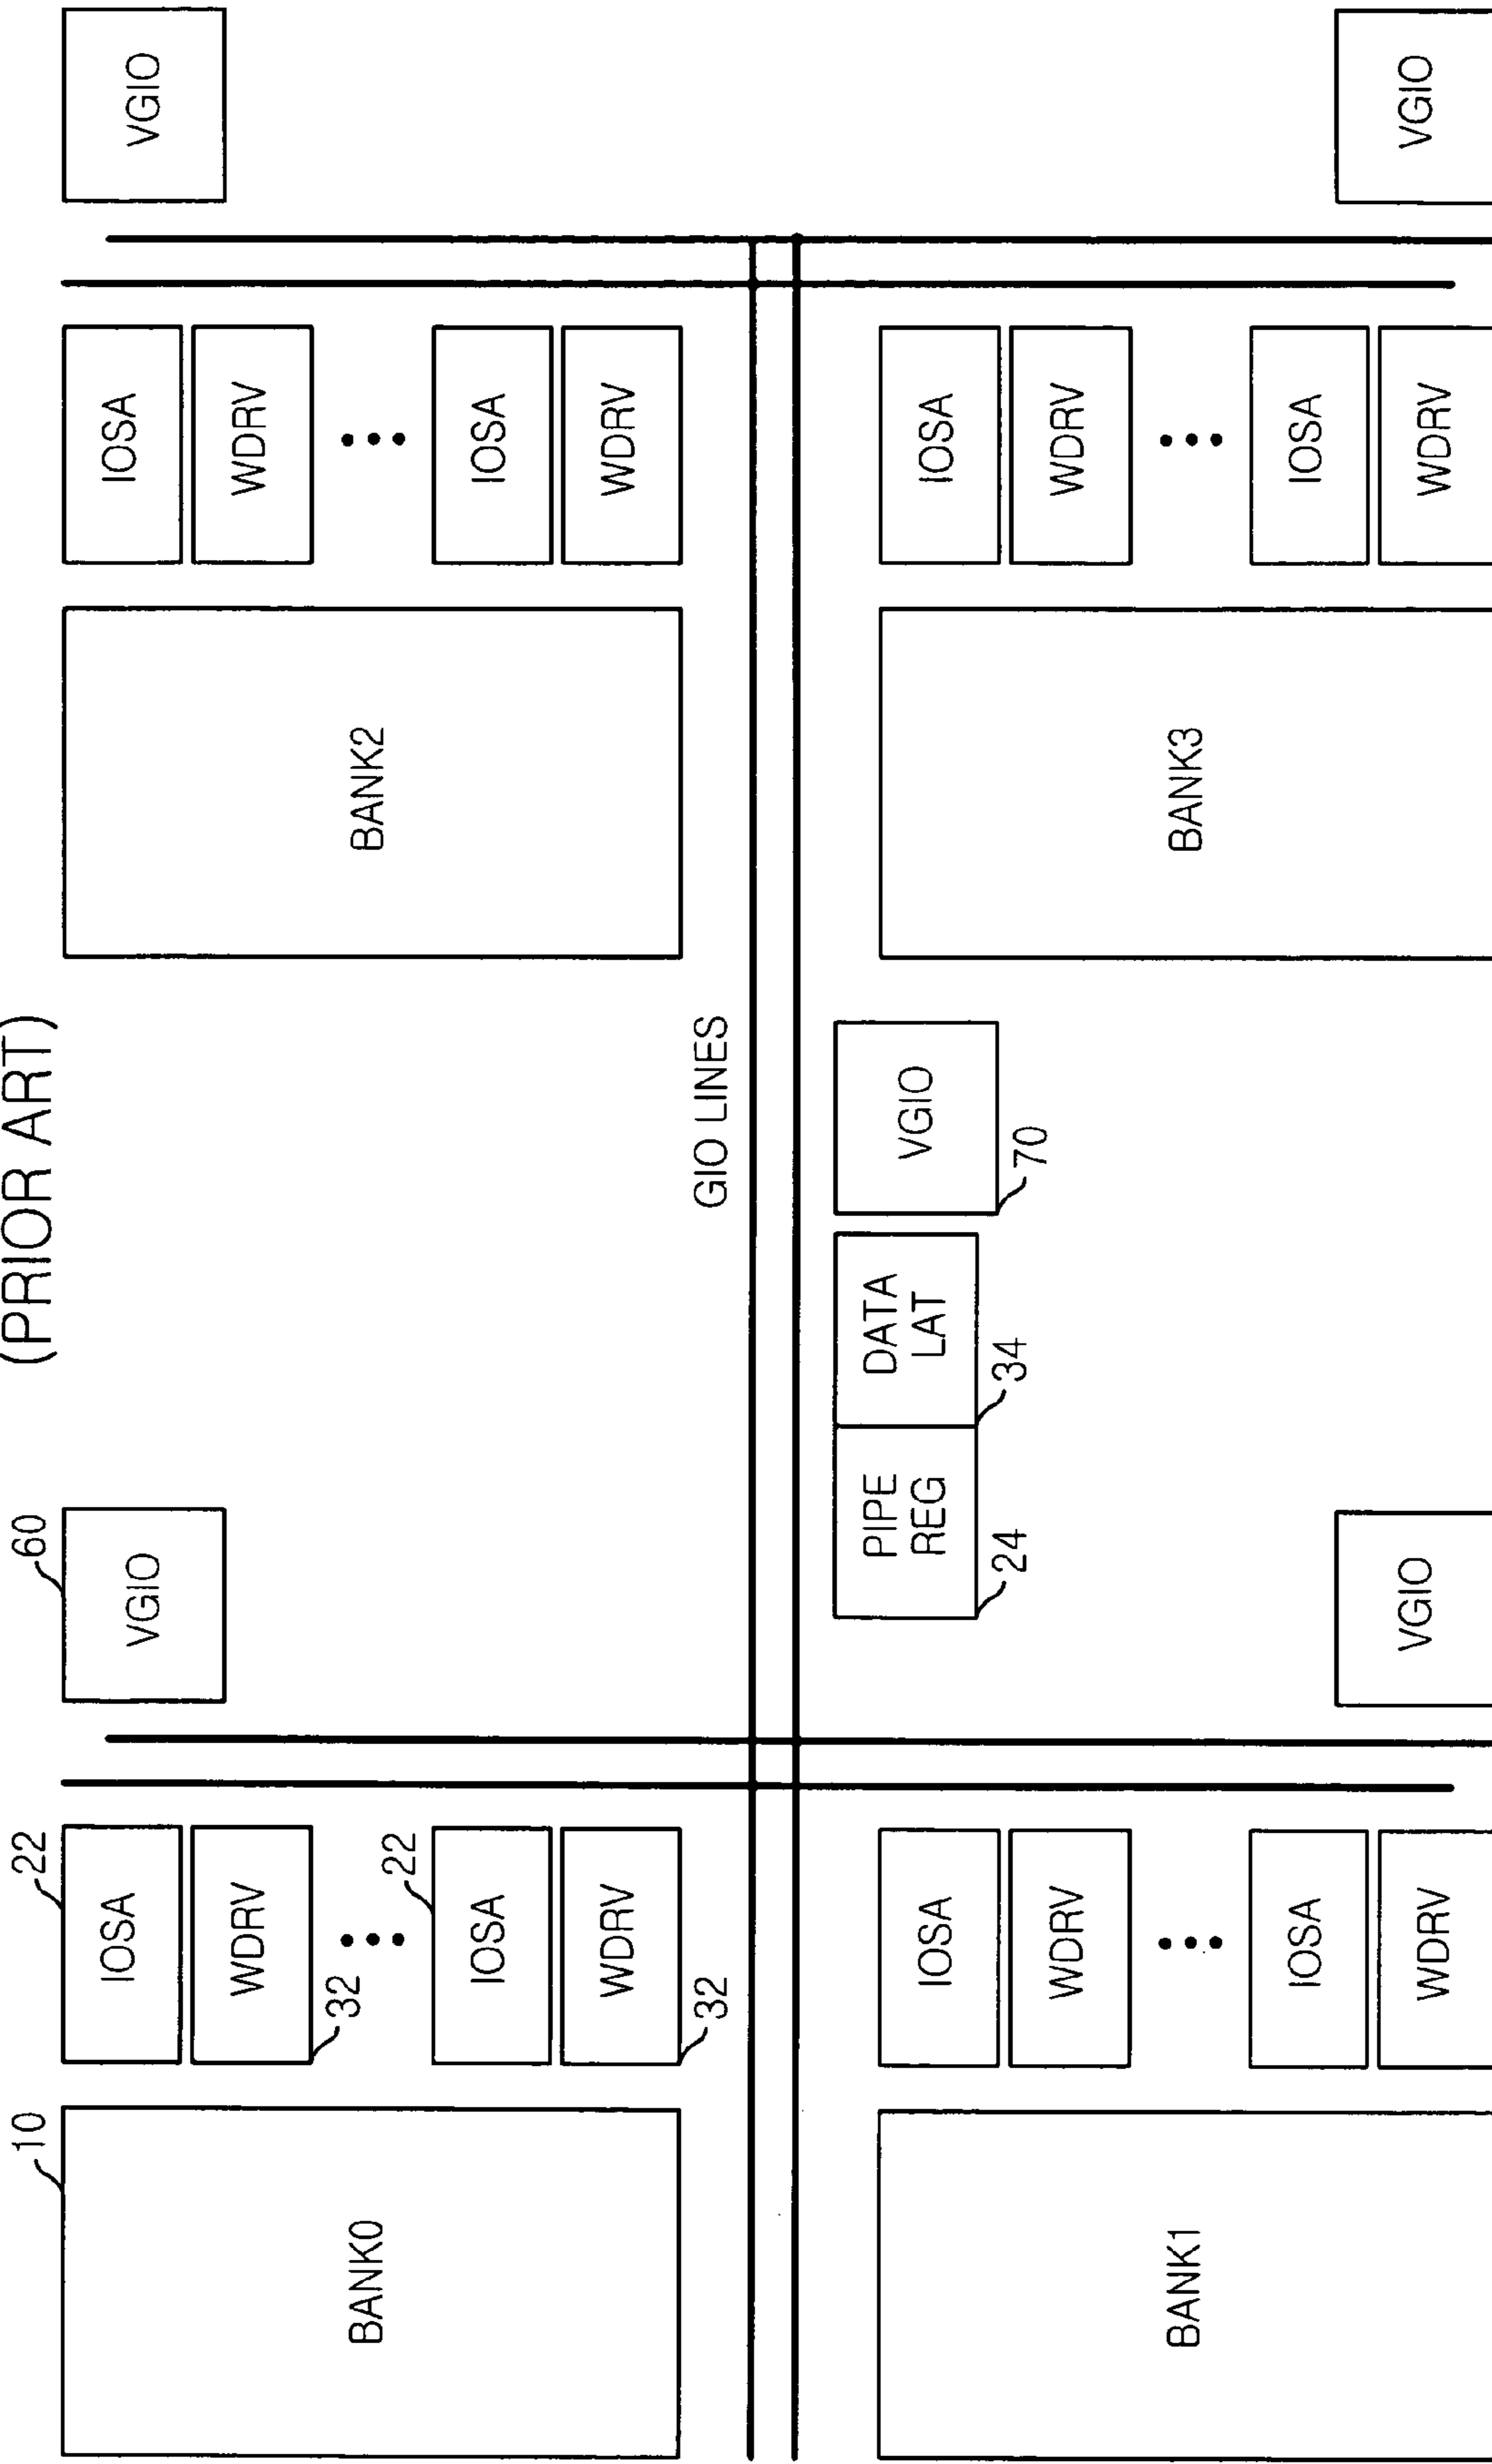 (PRIOR ART)
10
22
60
IOSA
VGIO
IOSA
VGIO
WDRV
WDRV
32
BANK0
BANK2
22
IOSA
IOSA
WDRV
WDRV
32
GIO LINES
PIPE
REG
DATA
LAT
VGIO
IOSA
IOSA
24
34
70
WDRV
WDRV
BANK1
BANK3
IOSA
IOSA
VGIO
VGIO
WDRV
WDRV